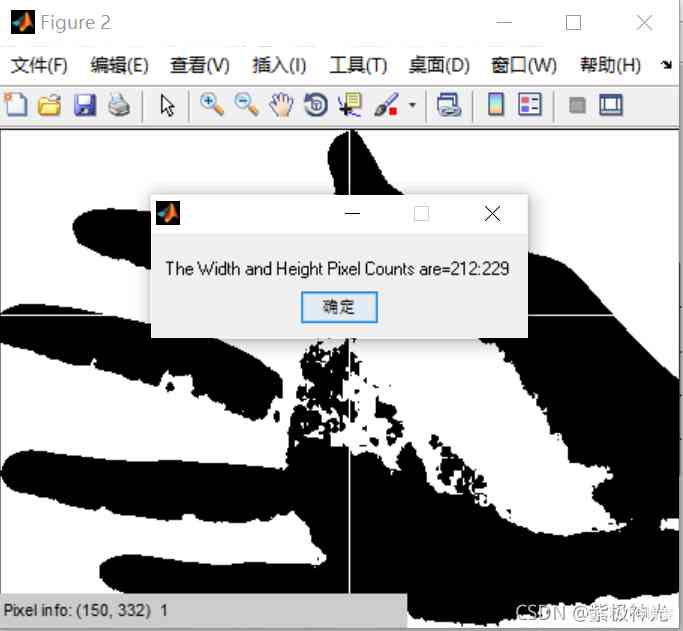 Figure 2
文件(F) 编辑(E) 查看(V) 插入(I) 工具(T) 桌面(D) 窗口(W) 帮助(H)
The Width and Height Pixel Counts are=212:229
确定
Pixel info: (150, 332) 1
CSDN @紫极神光